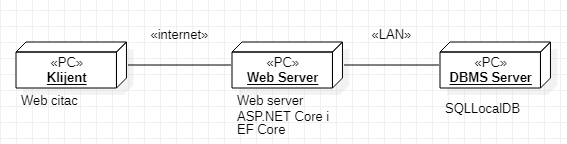 «internet»
«LAN»
«PC»
Klijent
«PC»
Web Server
«PC»
DBMS Server
Web citac
Web server
ASP.NET Core i
EF Core
SQLLocalDB